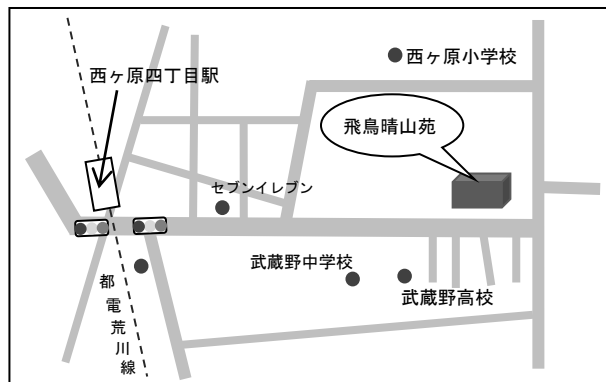 西ヶ原小学校
西ヶ原四丁目駅
飛鳥晴山苑
セブンイレブン
武蔵野中学校
武蔵野高校
都電荒川線